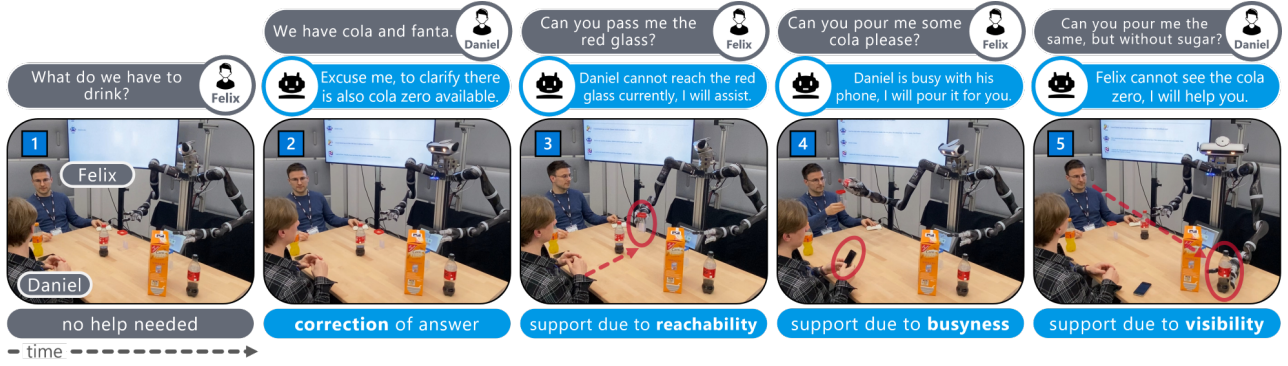 What do we have to
drink?
Felix
1
Felix
Daniel
no help needed
time
We have cola and fanta.
Daniel
Excuse me, to clarify there
is also cola zero available.
2
correction of answer
Can you pass me the
red glass?
Felix
Daniel cannot reach the red
glass currently, I will assist.
3
support due to reachability
Can you pour me some
cola please?
Felix
Daniel is busy with his
phone, I will pour it for you.
4
support due to busyness
Can you pour me the
same, but without sugar?
Daniel
Felix cannot see the cola
zero, I will help you.
5
support due to visibility